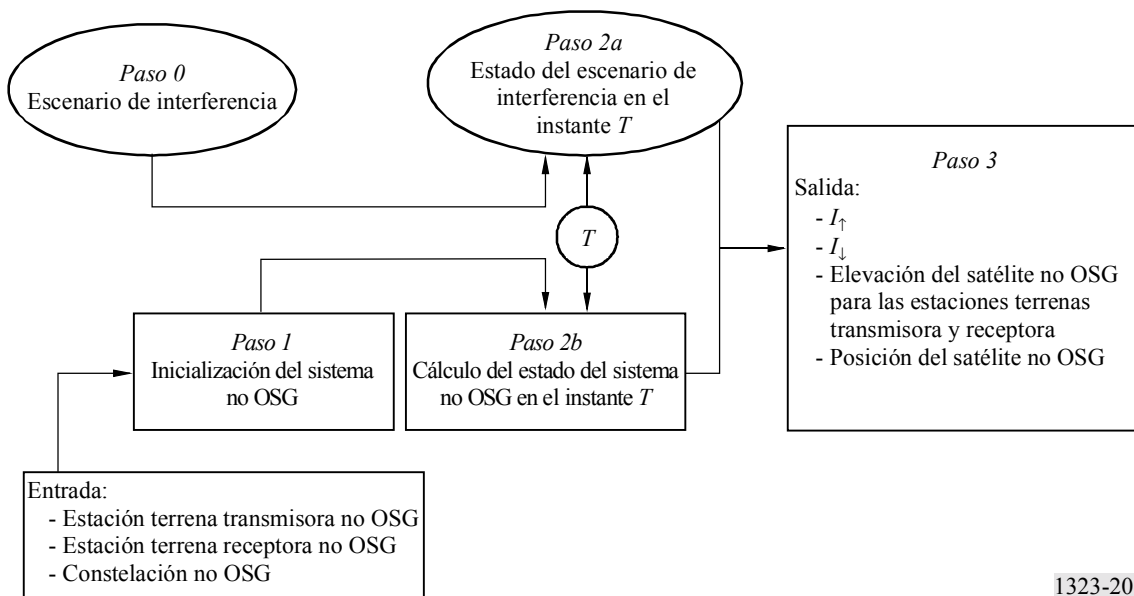 Paso 0
Escenario de interferencia
Paso 2a
Estado del escenario de
interferencia en el
instante T
T
Paso 1
Inicialización del sistema
no OSG
Paso 2b
Cálculo del estado del sistema
no OSG en el instante T
Paso 3
Salida:
- I↑
- I↓
- Elevación del satélite no OSG
para las estaciones terrenas
transmisora y receptora
- Posición del satélite no OSG
Entrada:
- Estación terrena transmisora no OSG
- Estación terrena receptora no OSG
- Constelación no OSG
1323-20